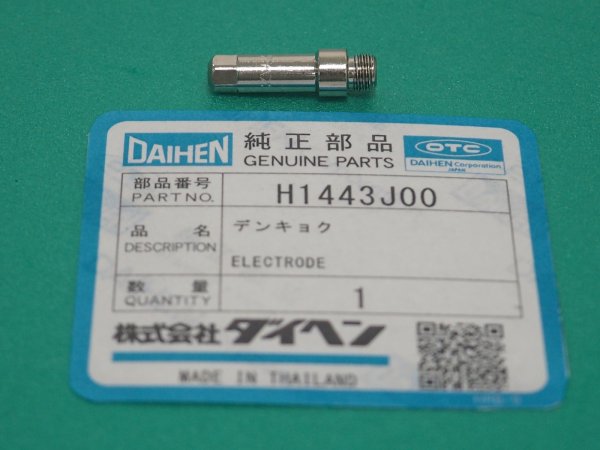 DAIHEN 純正部品 OTC
GENUINE PARTS DAIHEN Corporation
JAPAN
部品番号 H1443J00
PART NO.
品名 デンキョク
DESCRIPTION
ELECTRODE
数量 1
QUANTITY
株式会社 ダイヘン
MADE IN THAILAND